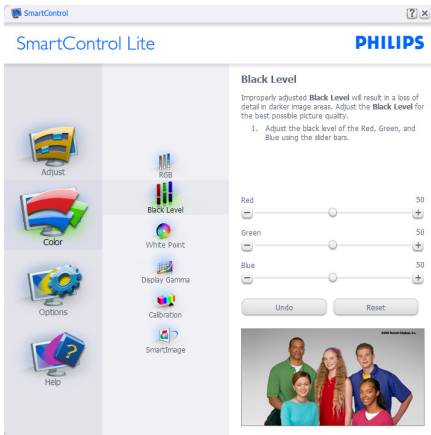 SmartControl
SmartControl Lite
PHILIPS
Adjust
Color
Options
Help
RGB
Black Level
White Point
Display Gamma
Calibration
SmartImage
Black Level
Improperly adjusted Black Level will result in a loss of
detail in darker image areas. Adjust the Black Level for
the best possible picture quality.
1. Adjust the black level of the Red, Green, and
Blue using the slider bars.
Red 50
Green 50
Blue 50
Undo Reset